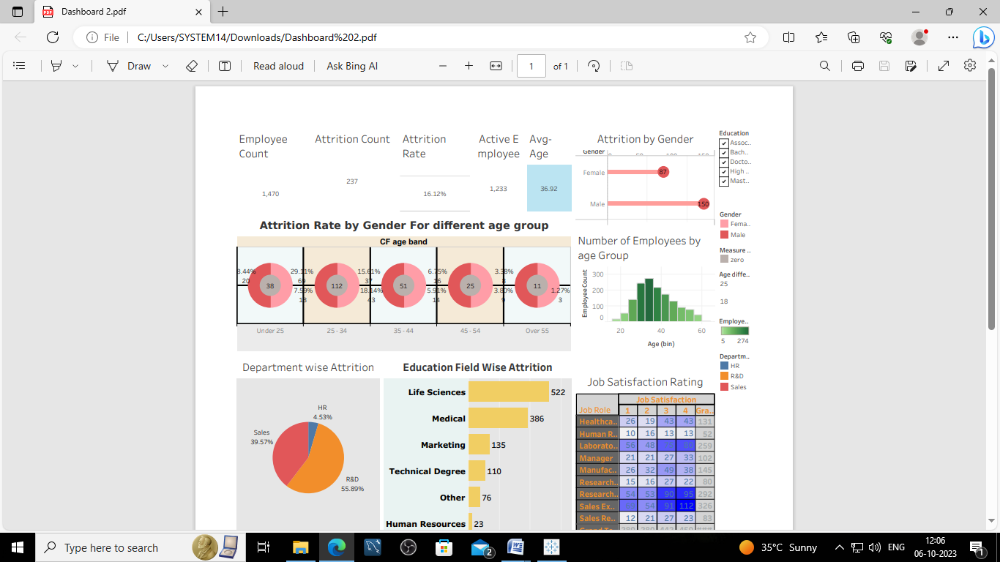 Dashboard 2.pdf
File
C:/Users/SYSTEM14/Downloads/Dashboard%202.pdf
Draw
Read aloud
Ask Bing AI
1
of 1
Employee
Count
1,470
Attrition Count
237
Attrition
Rate
16.12%
Active E
mployee
1,233
Avg-
Age
36.92
Attrition by Gender
Gender
0 50 100 150
Female 87
Male 150
Education
Assoc..
Bach..
Docto..
High ..
Mast..
Gender
Fema..
Male
Measure ..
zero
Age diffe..
25
18
Employe..
5 274
Departm..
HR
R&D
Sales
Attrition Rate by Gender For different age group
CF age band
8.44% 29.11% 15.61% 6.75% 3.38%
20 69 37 16 8
38 112 51 25 11
7.59% 18.14% 5.91% 3.80% 1.27%
18 43 14 9 3
Under 25 25 - 34 35 - 44 45 - 54 Over 55
Number of Employees by
age Group
Employee Count
300
200
100
0
20 40 60
Age (bin)
Department wise Attrition
HR
4.53%
Sales
39.57%
R&D
55.89%
Education Field Wise Attrition
Life Sciences 522
Medical 386
Marketing 135
Technical Degree 110
Other 76
Human Resources 23
Job Satisfaction Rating
Job Satisfaction
Job Role 1 2 3 4 Gra..
Healthca.. 26 19 43 43 131
Human R.. 10 16 13 13 52
Laborato.. 56 48 259
Manager 21 21 27 33 102
Manufac.. 26 32 49 38 145
Research.. 15 16 27 22 80
Research.. 54 53 90 95 292
Sales Ex.. 54 91 112 326
Sales Re.. 12 21 27 23 83
Type here to search
2
35°C Sunny
ENG
12:06
06-10-2023
1